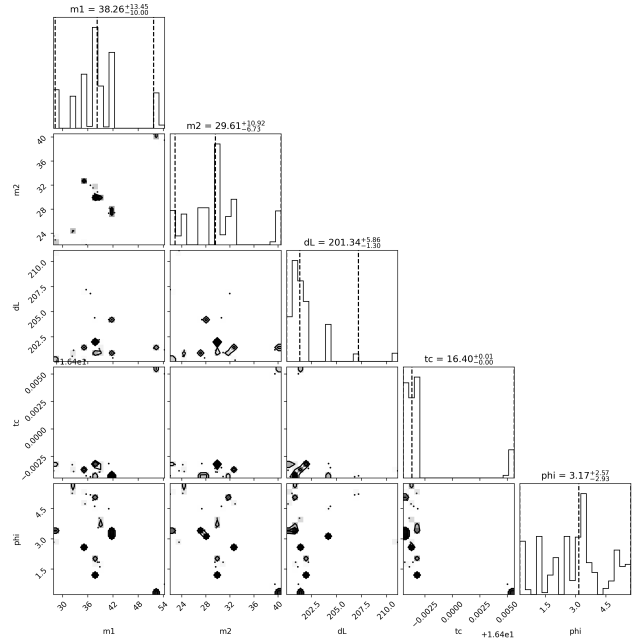 m1 = 38.26+13.45−10.00
m2 = 29.61+10.92−6.73
dL = 201.34+5.86−1.30
tc = 16.40+0.01−0.00
phi = 3.17+2.57−2.93
m2
40
36
32
28
24
dL
210.0
207.5
205.0
202.5
+1.64e1
tc
0.0050
0.0025
0.0000
−0.0025
phi
4.5
3.0
1.5
30 36 42 48 54
24 28 32 36 40
202.5 205.0 207.5 210.0
−0.0025 0.0000 0.0025 0.0050
1.5 3.0 4.5
+1.64e1
m1 m2 dL tc phi